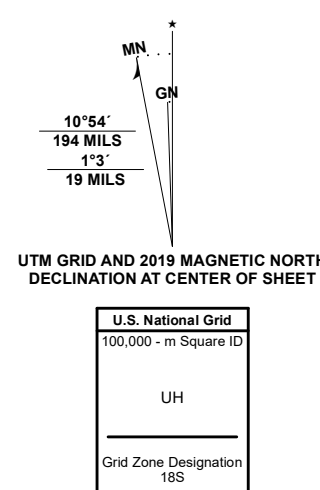 MN
GN
10°54´
194 MILS
1°3´
19 MILS
UTM GRID AND 2019 MAGNETIC NORTH
DECLINATION AT CENTER OF SHEET
U.S. National Grid
100,000 - m Square ID
UH
Grid Zone Designation
18S